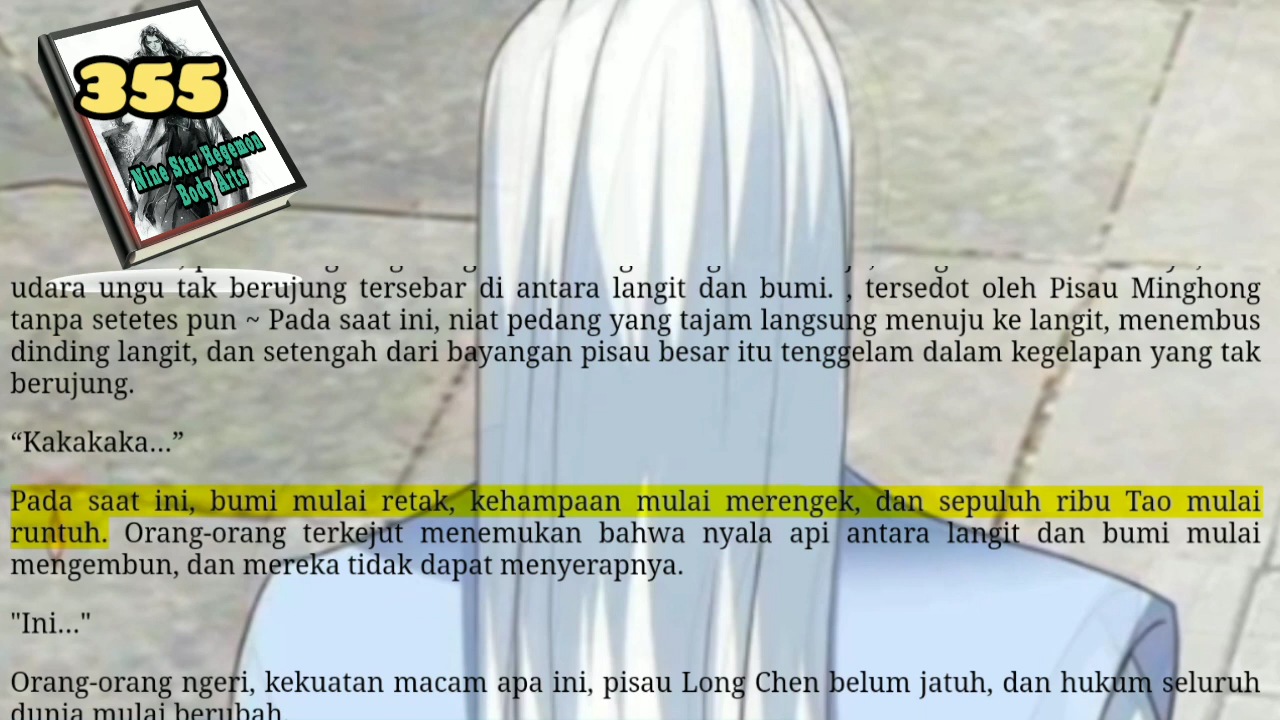 355
Nine Star Hegemon
Body Arts
udara ungu tak berujung tersebar di antara langit dan bumi. , tersedot oleh Pisau Minghong
tanpa setetes pun ~ Pada saat ini, niat pedang yang tajam langsung menuju ke langit, menembus
dinding langit, dan setengah dari bayangan pisau besar itu tenggelam dalam kegelapan yang tak
berujung.
“Kakakaka...”
Pada saat ini, bumi mulai retak, kehampaan mulai merengek, dan sepuluh ribu Tao mulai
runtuh. Orang-orang terkejut menemukan bahwa nyala api antara langit dan bumi mulai
mengembun, dan mereka tidak dapat menyerapnya.
"Ini..."
Orang-orang ngeri, kekuatan macam apa ini, pisau Long Chen belum jatuh, dan hukum seluruh
dunia mulai berubah.